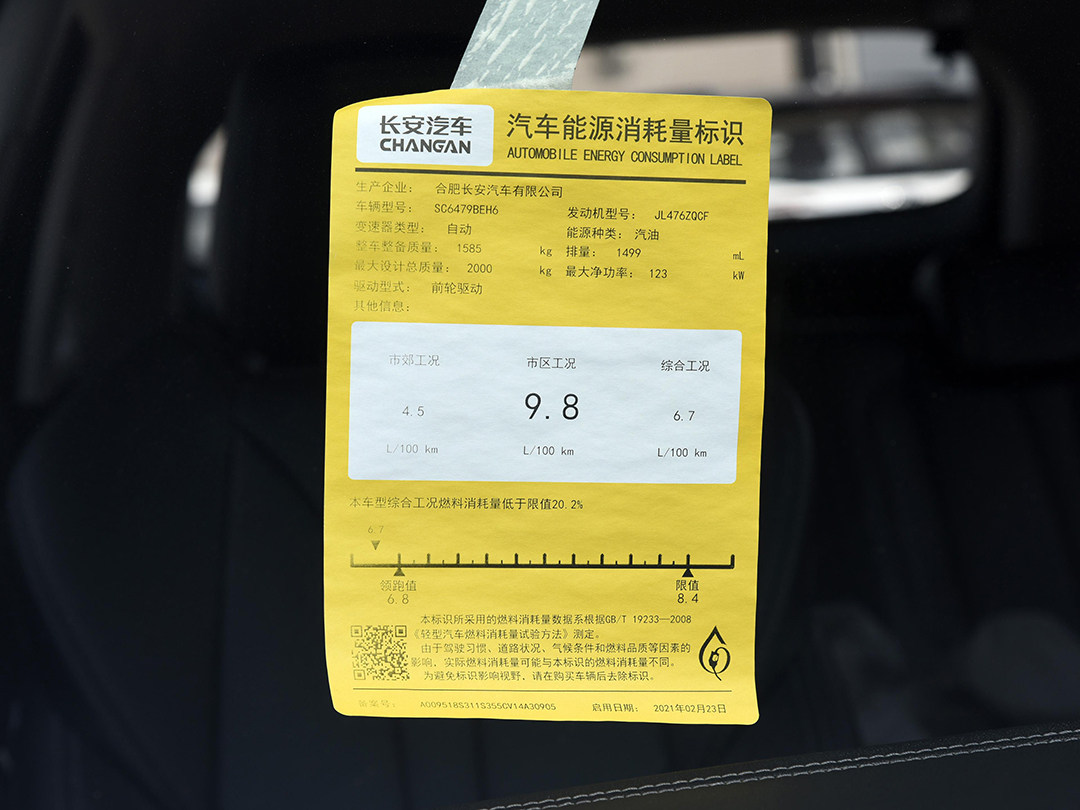 长安汽车
CHANGAN
汽车能源消耗量标识
AUTOMOBILE ENERGY CONSUMPTION LABEL
生产企业: 合肥长安汽车有限公司
车辆型号: SC6479BEH6 发动机型号: JL476ZQCF
变速器类型: 自动 能源种类: 汽油
整车整备质量: 1585 kg 排量: 1499 mL
最大设计总质量: 2000 kg 最大净功率: 123 kW
驱动型式: 前轮驱动
其他信息:
市郊工况 市区工况 综合工况
4.5 9.8 6.7
L/100 km L/100 km L/100 km
本车型综合工况燃料消耗量低于限值20.2%
6.7
领跑值 限值
6.8 8.4
本标识所采用的燃料消耗量数据系根据GB/T 19233—2008
《轻型汽车燃料消耗量试验方法》测定。
由于驾驶习惯、道路状况、气候条件和燃料品质等因素的
影响, 实际燃料消耗量可能与本标识的燃料消耗量不同。
为避免标识影响视野, 请在购买车辆后去除标识。
备案号: A009518S311S355CV14A30905 启用日期: 2021年02月23日